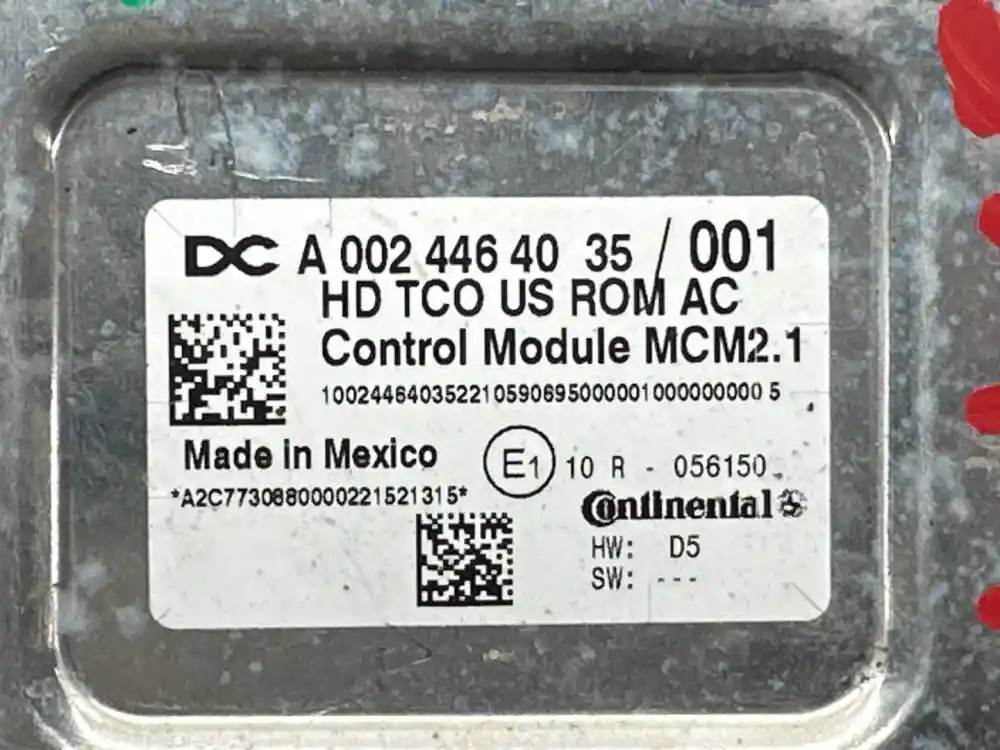 DC A 002 446 40 35 / 001
HD TCO US ROM AC
Control Module MCM2.1
10024464035221059069500000100000000 5
Made in Mexico
E1 10 R - 056150
*A2C7730880000221521315*
Continental
HW: D5
SW: ---